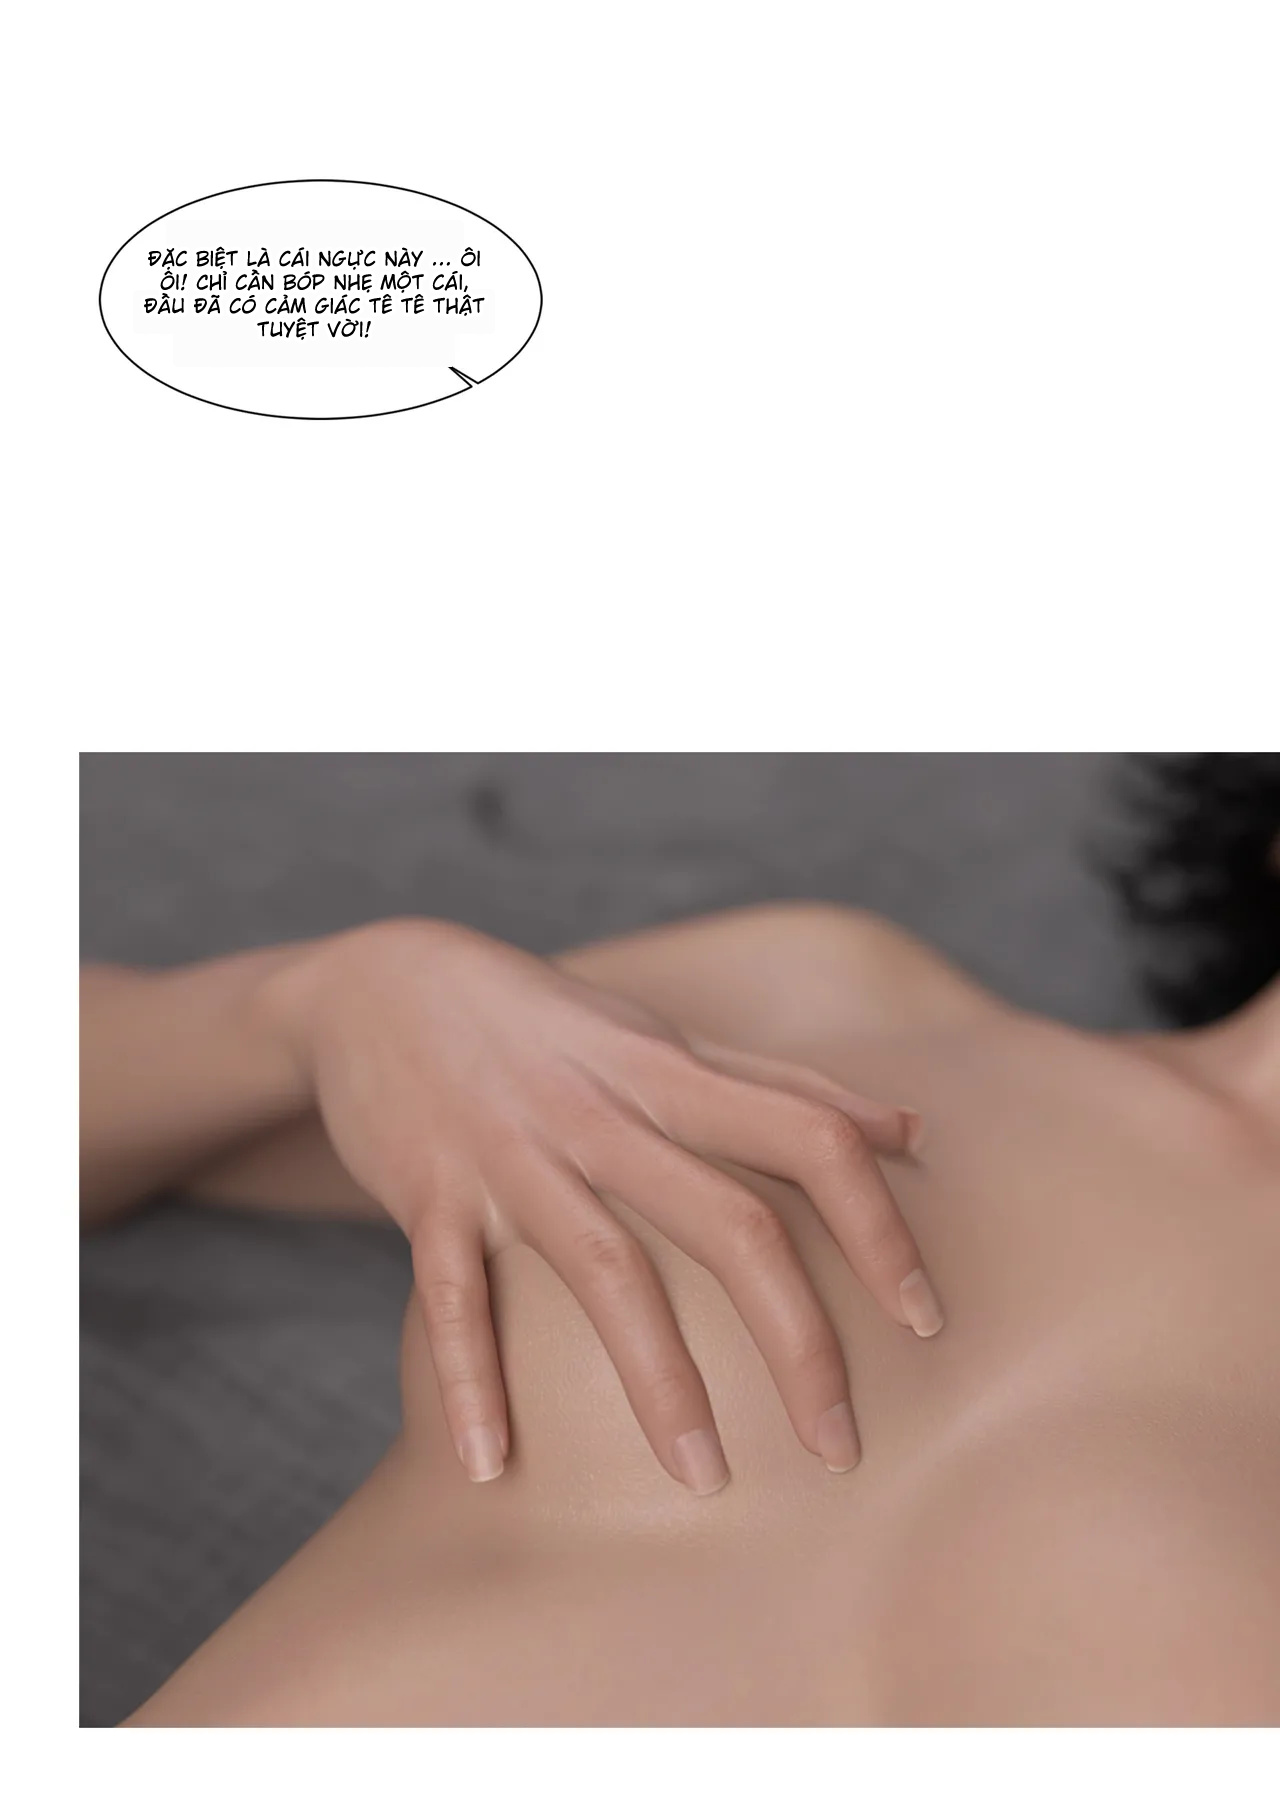 ĐẶC BIỆT LÀ CÁI NGỰC NÀY ... ÔI
ÔI! CHỈ CẦN BÓP NHẸ MỘT CÁI,
ĐẦU ĐÃ CÓ CẢM GIÁC TÊ TÊ THẬT
TUYỆT VỜI!